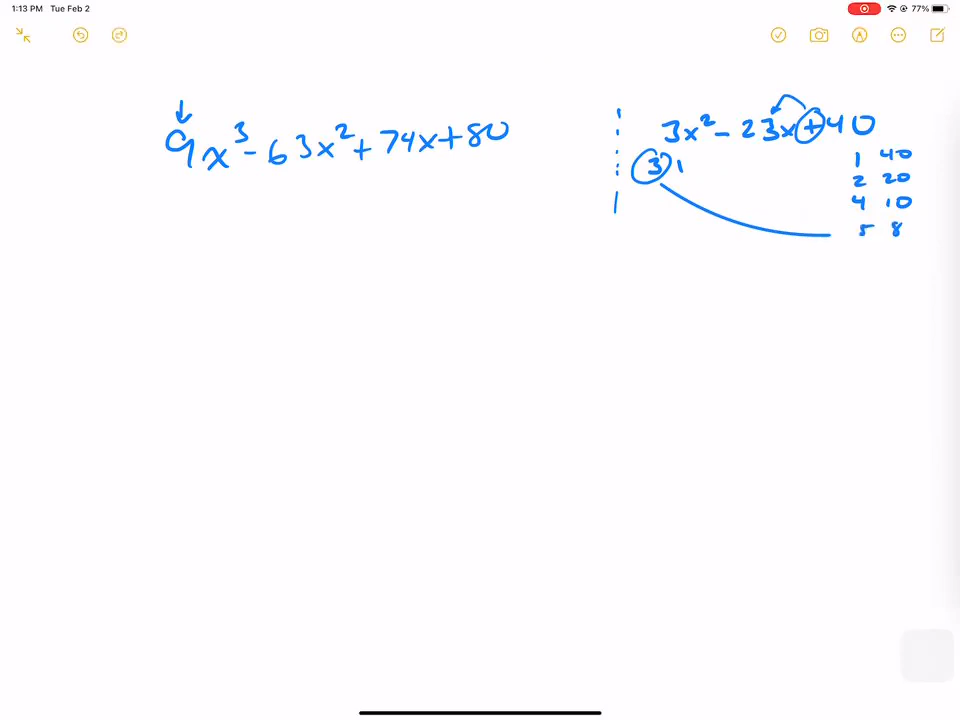 1:13 PM Tue Feb 2
77%
9x³ - 63x² + 74x + 80
3x² - 23x + 40
3 1
1 40
2 20
4 10
5 8